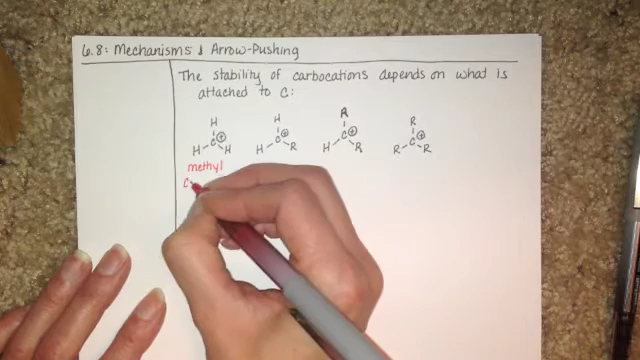 6.8: Mechanisms & Arrow-Pushing
The stability of carbocations depends on what is
attached to C:
H H R R
H C ⊕ H H C ⊕ R H C ⊕ R R C ⊕ R
methyl
C